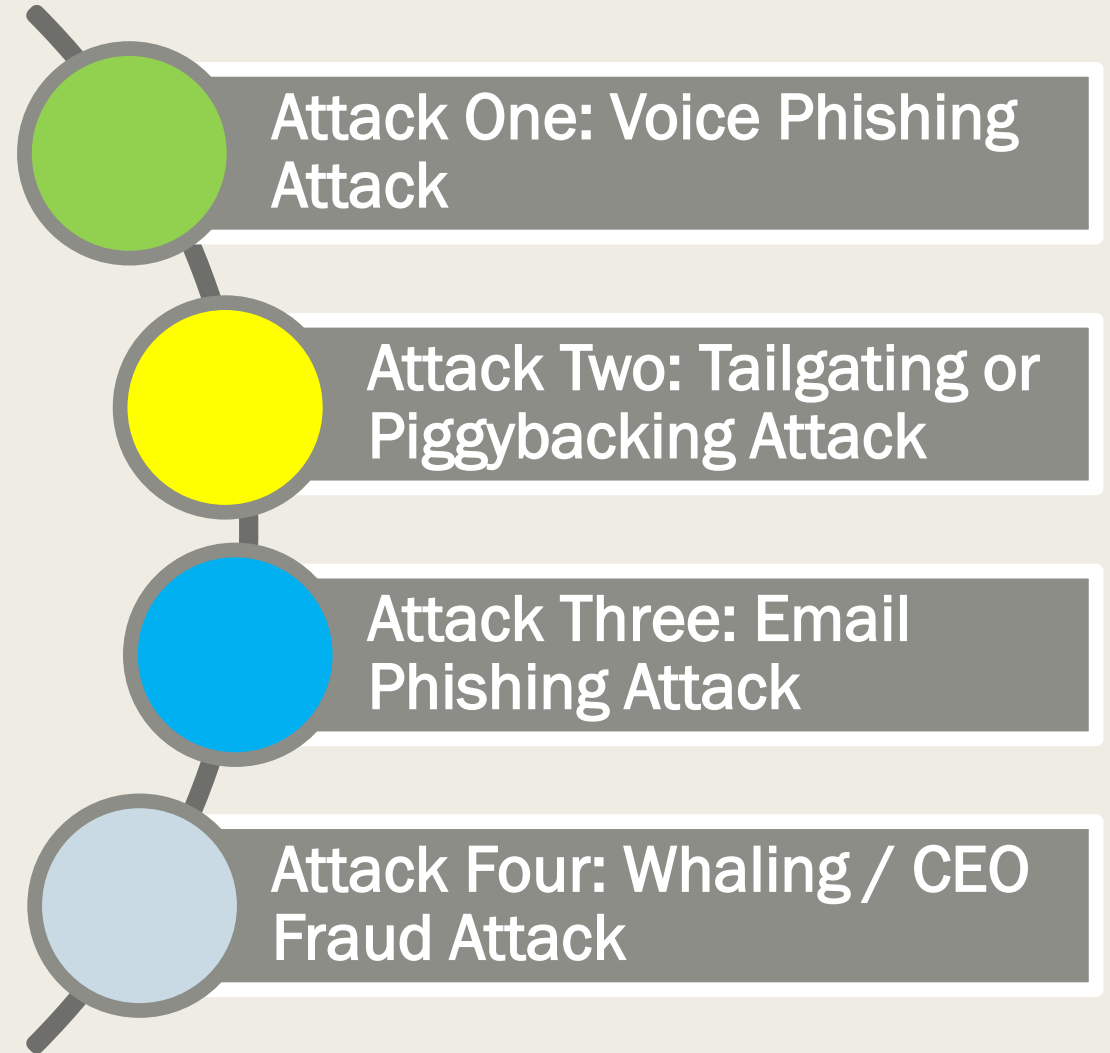 Attack One: Voice Phishing
Attack
Attack Two: Tailgating or
Piggybacking Attack
Attack Three: Email
Phishing Attack
Attack Four: Whaling / CEO
Fraud Attack